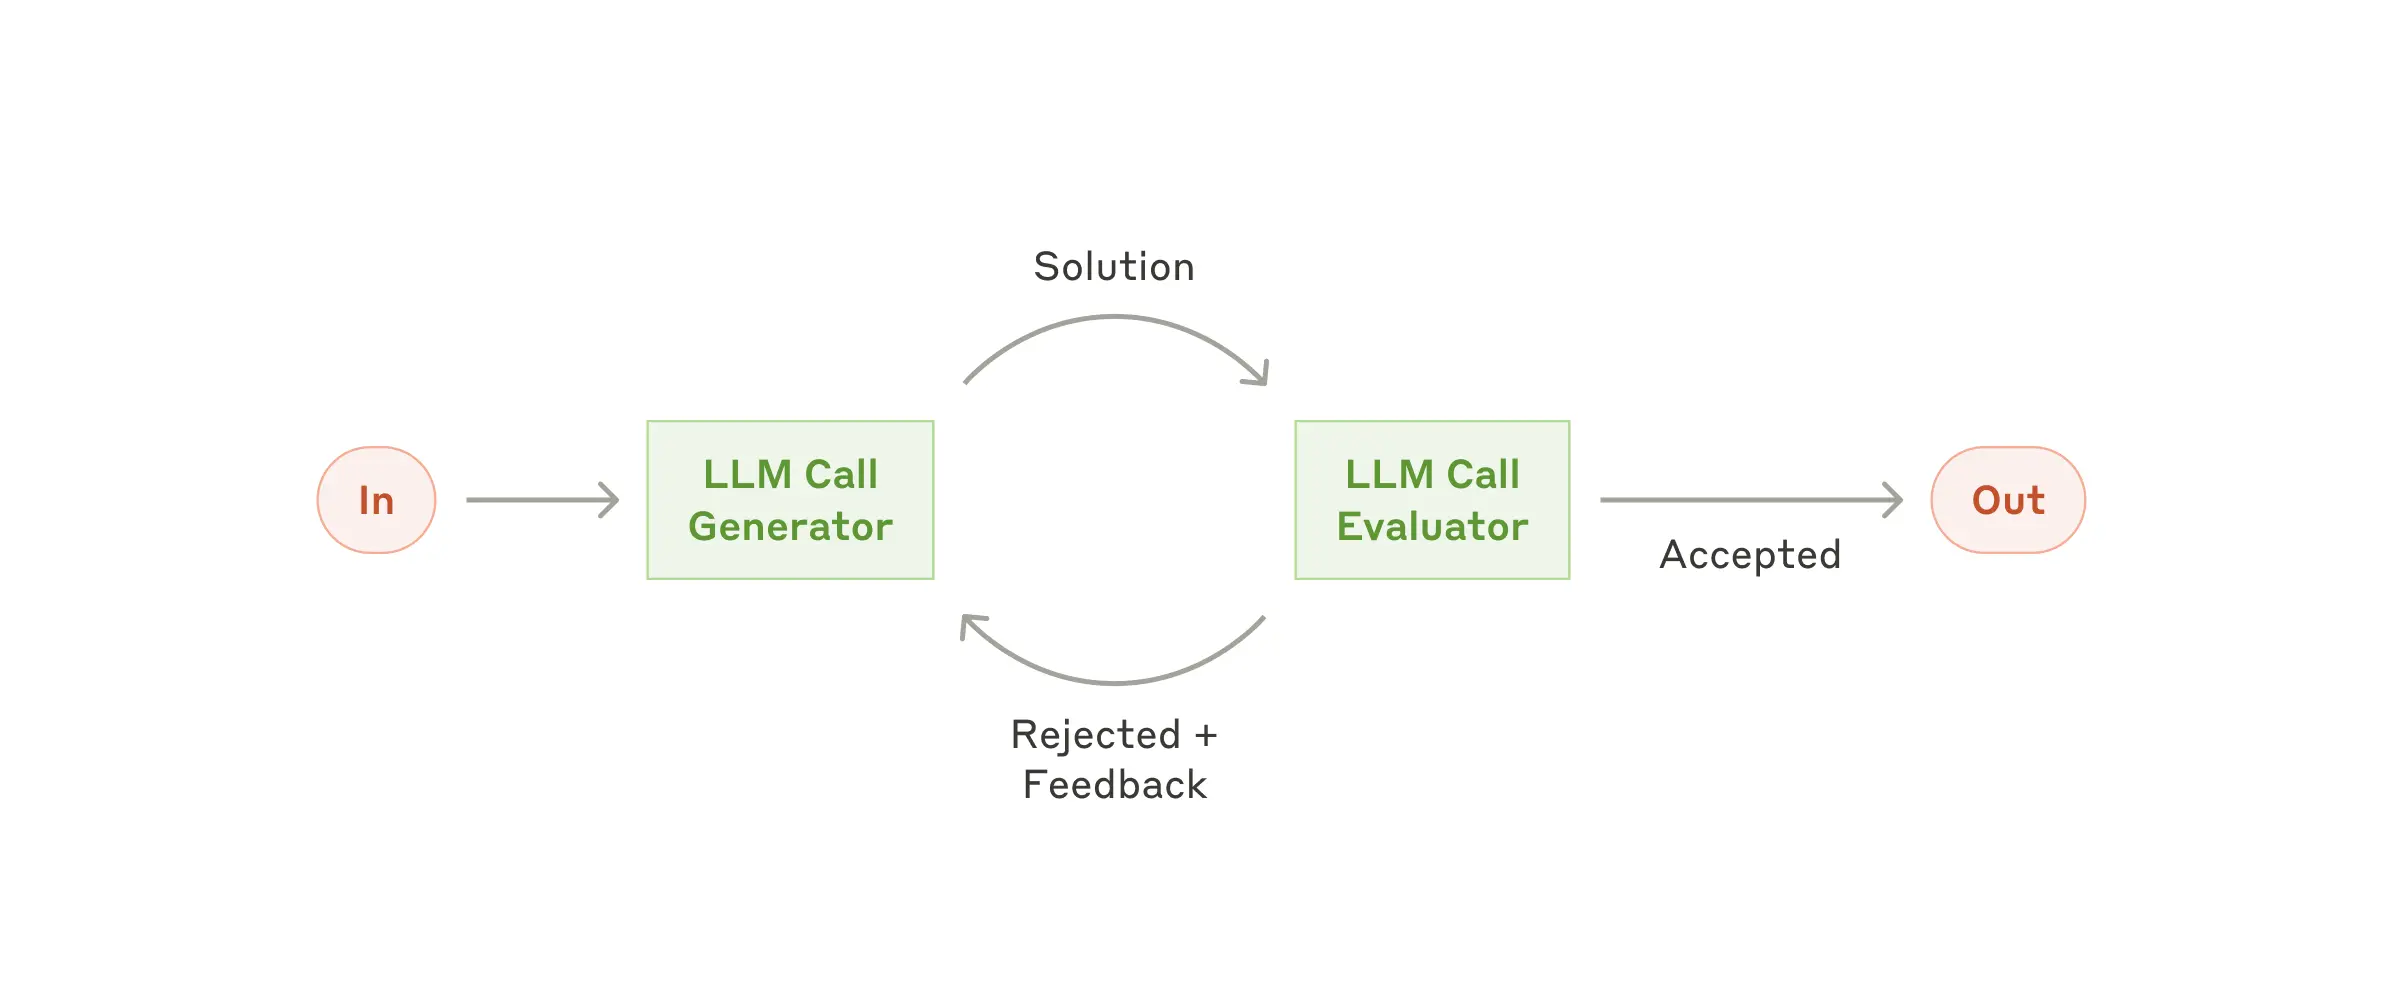 Solution
In
LLM Call
Generator
LLM Call
Evaluator
Accepted
Out
Rejected +
Feedback